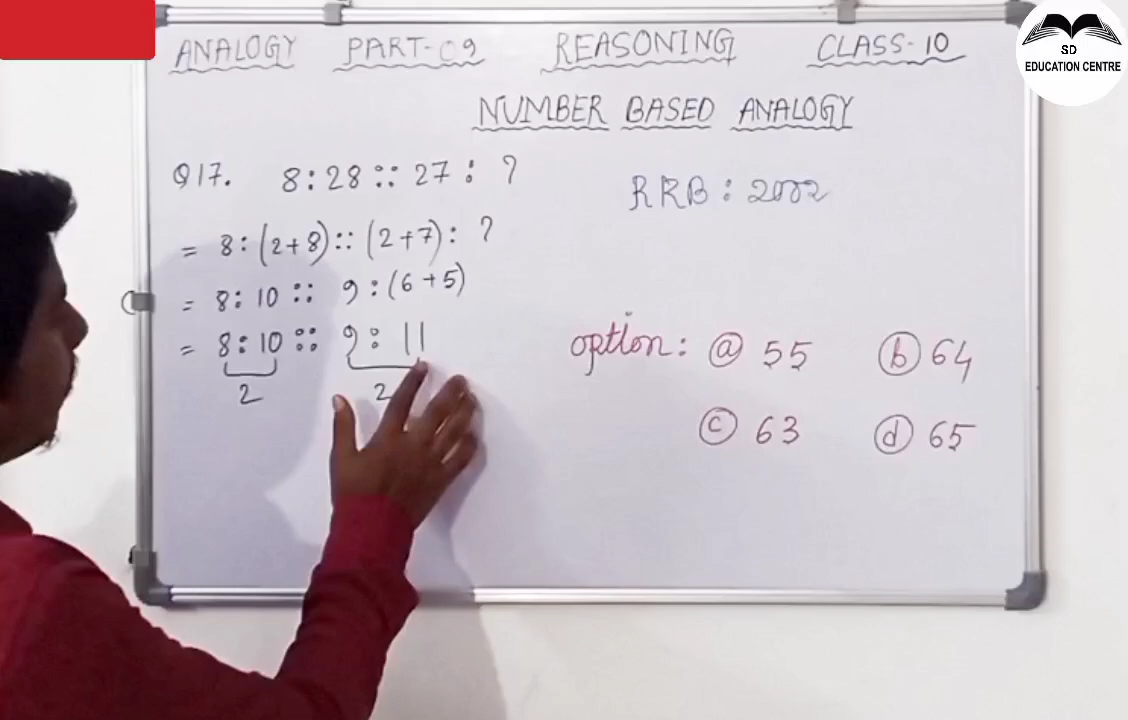 ANALOGY PART-09 REASONING CLASS-10
SD
EDUCATION CENTRE
NUMBER BASED ANALOGY
Q17. 8:28 :: 27 : ?
RRB : 2002
= 8:(2+8) :: (2+7) : ?
= 8:10 :: 9:(6+5)
= 8:10 :: 9:11
2 2
option: (a) 55 (b) 64
(c) 63 (d) 65